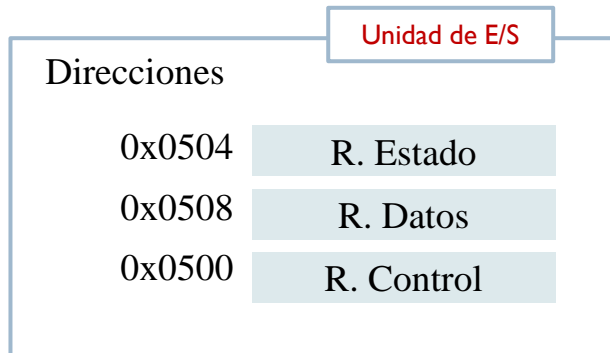 Unidad de E/S
Direcciones
0x0504 R. Estado
0x0508 R. Datos
0x0500 R. Control